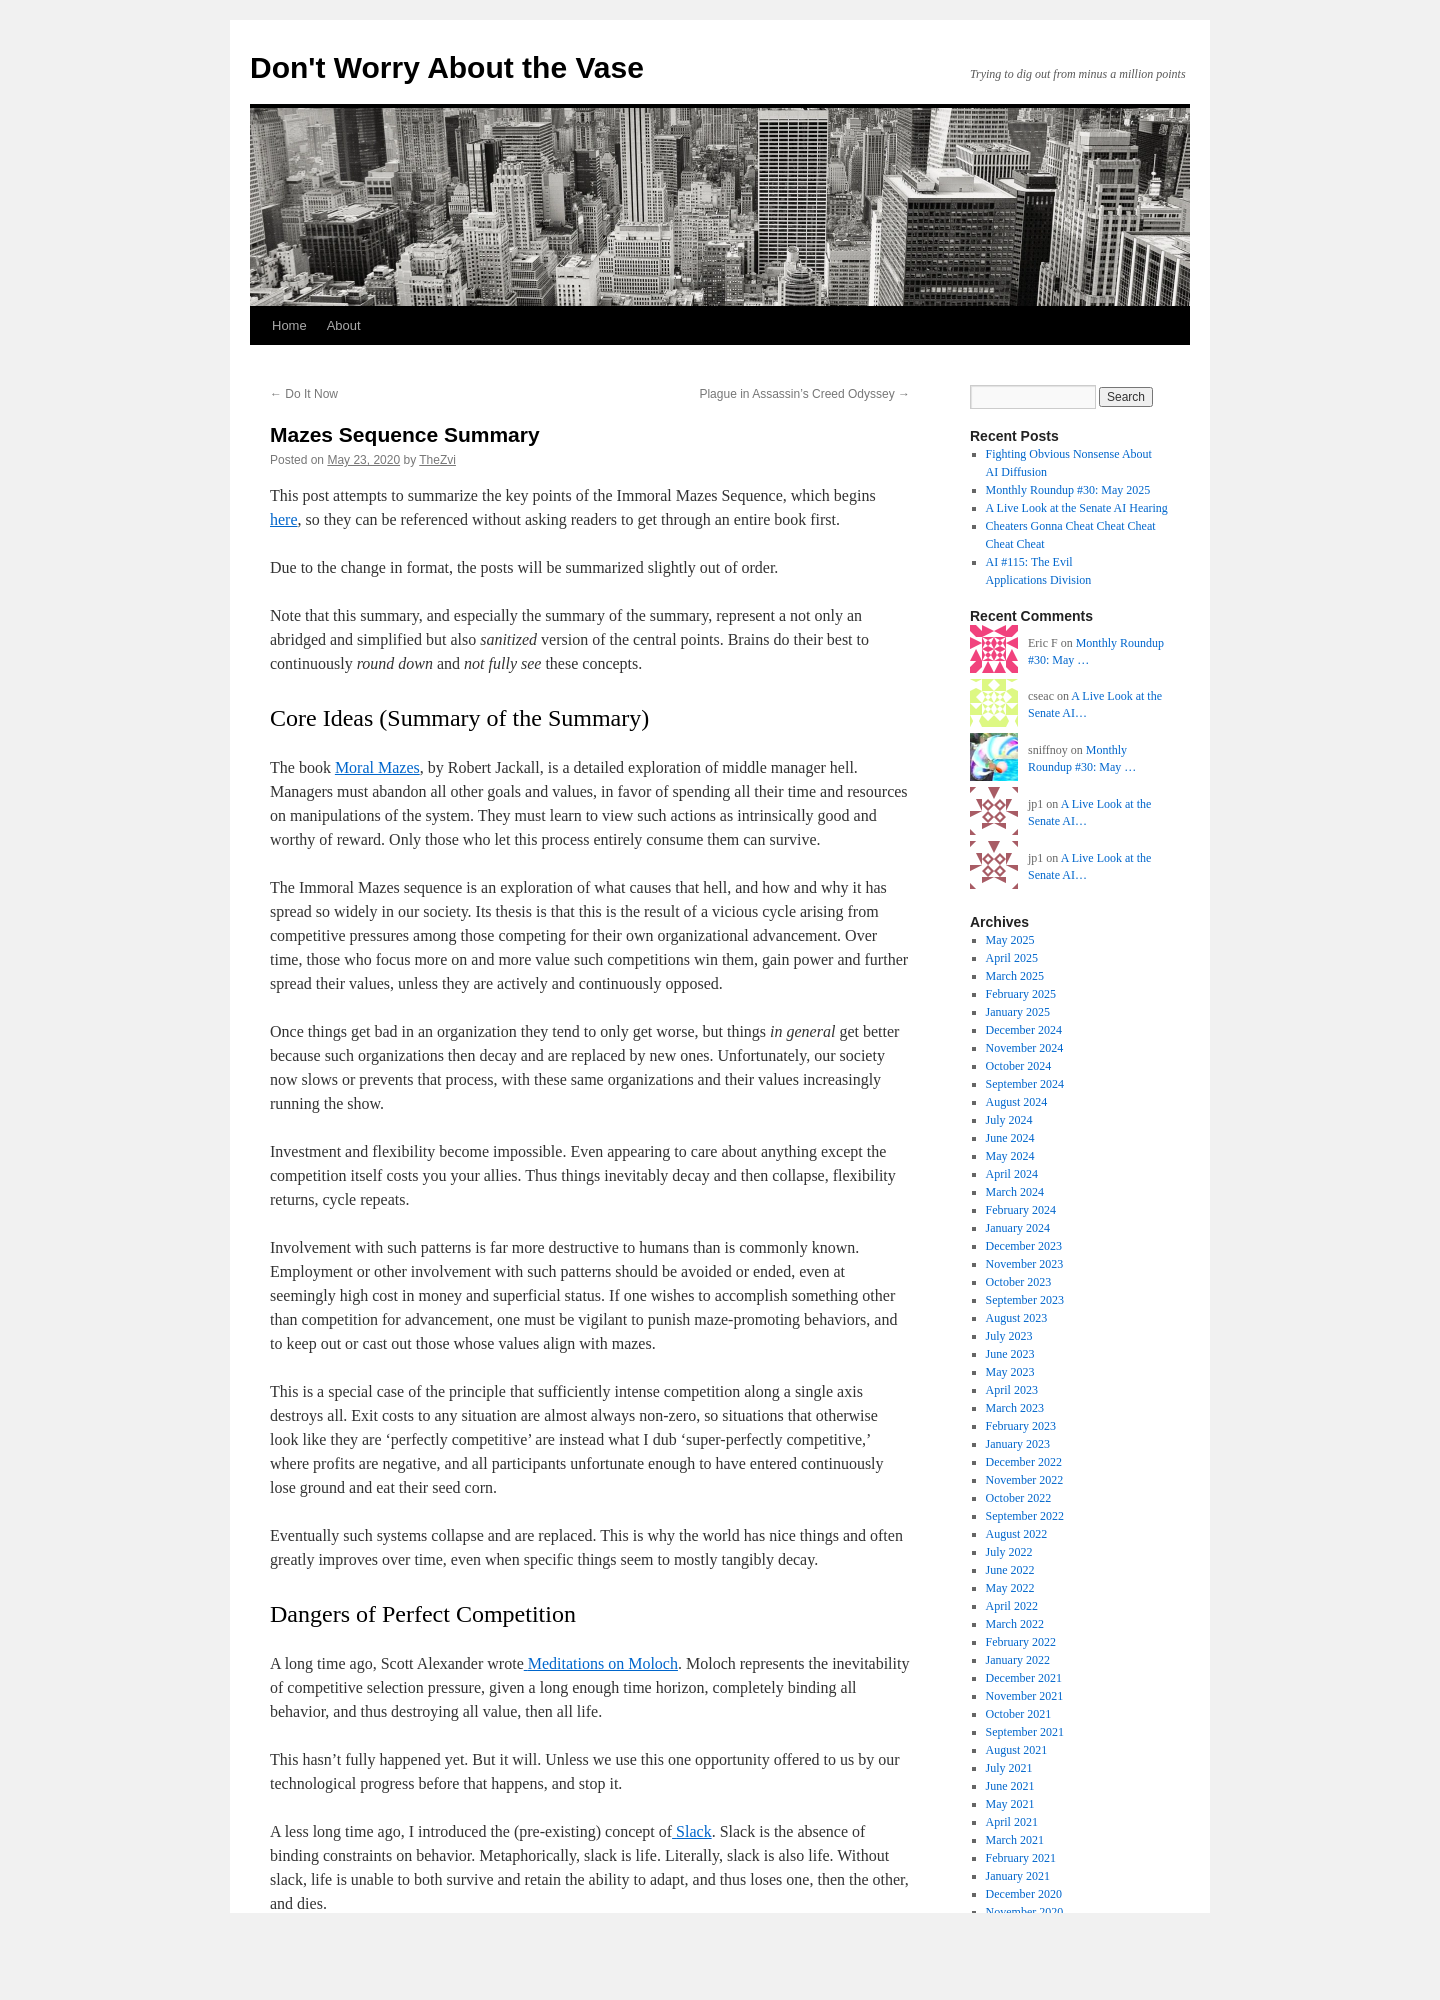 Don't Worry About the Vase
Trying to dig out from minus a million points
Home About
← Do It Now
Plague in Assassin’s Creed Odyssey →
Mazes Sequence Summary
Posted on May 23, 2020 by TheZvi
This post attempts to summarize the key points of the Immoral Mazes Sequence, which begins
here, so they can be referenced without asking readers to get through an entire book first.
Due to the change in format, the posts will be summarized slightly out of order.
Note that this summary, and especially the summary of the summary, represent a not only an
abridged and simplified but also sanitized version of the central points. Brains do their best to
continuously round down and not fully see these concepts.
Core Ideas (Summary of the Summary)
The book Moral Mazes, by Robert Jackall, is a detailed exploration of middle manager hell.
Managers must abandon all other goals and values, in favor of spending all their time and resources
on manipulations of the system. They must learn to view such actions as intrinsically good and
worthy of reward. Only those who let this process entirely consume them can survive.
The Immoral Mazes sequence is an exploration of what causes that hell, and how and why it has
spread so widely in our society. Its thesis is that this is the result of a vicious cycle arising from
competitive pressures among those competing for their own organizational advancement. Over
time, those who focus more on and more value such competitions win them, gain power and further
spread their values, unless they are actively and continuously opposed.
Once things get bad in an organization they tend to only get worse, but things in general get better
because such organizations then decay and are replaced by new ones. Unfortunately, our society
now slows or prevents that process, with these same organizations and their values increasingly
running the show.
Investment and flexibility become impossible. Even appearing to care about anything except the
competition itself costs you your allies. Thus things inevitably decay and then collapse, flexibility
returns, cycle repeats.
Involvement with such patterns is far more destructive to humans than is commonly known.
Employment or other involvement with such patterns should be avoided or ended, even at
seemingly high cost in money and superficial status. If one wishes to accomplish something other
than competition for advancement, one must be vigilant to punish maze-promoting behaviors, and
to keep out or cast out those whose values align with mazes.
This is a special case of the principle that sufficiently intense competition along a single axis
destroys all. Exit costs to any situation are almost always non-zero, so situations that otherwise
look like they are ‘perfectly competitive’ are instead what I dub ‘super-perfectly competitive,’
where profits are negative, and all participants unfortunate enough to have entered continuously
lose ground and eat their seed corn.
Eventually such systems collapse and are replaced. This is why the world has nice things and often
greatly improves over time, even when specific things seem to mostly tangibly decay.
Dangers of Perfect Competition
A long time ago, Scott Alexander wrote Meditations on Moloch. Moloch represents the inevitability
of competitive selection pressure, given a long enough time horizon, completely binding all
behavior, and thus destroying all value, then all life.
This hasn’t fully happened yet. But it will. Unless we use this one opportunity offered to us by our
technological progress before that happens, and stop it.
A less long time ago, I introduced the (pre-existing) concept of Slack. Slack is the absence of
binding constraints on behavior. Metaphorically, slack is life. Literally, slack is also life. Without
slack, life is unable to both survive and retain the ability to adapt, and thus loses one, then the other,
and dies.
Search
Recent Posts
Fighting Obvious Nonsense About
AI Diffusion
Monthly Roundup #30: May 2025
A Live Look at the Senate AI Hearing
Cheaters Gonna Cheat Cheat Cheat
Cheat Cheat
AI #115: The Evil
Applications Division
Recent Comments
Eric F on Monthly Roundup
#30: May …
cseac on A Live Look at the
Senate AI…
sniffnoy on Monthly
Roundup #30: May …
jp1 on A Live Look at the
Senate AI…
jp1 on A Live Look at the
Senate AI…
Archives
May 2025
April 2025
March 2025
February 2025
January 2025
December 2024
November 2024
October 2024
September 2024
August 2024
July 2024
June 2024
May 2024
April 2024
March 2024
February 2024
January 2024
December 2023
November 2023
October 2023
September 2023
August 2023
July 2023
June 2023
May 2023
April 2023
March 2023
February 2023
January 2023
December 2022
November 2022
October 2022
September 2022
August 2022
July 2022
June 2022
May 2022
April 2022
March 2022
February 2022
January 2022
December 2021
November 2021
October 2021
September 2021
August 2021
July 2021
June 2021
May 2021
April 2021
March 2021
February 2021
January 2021
December 2020
November 2020